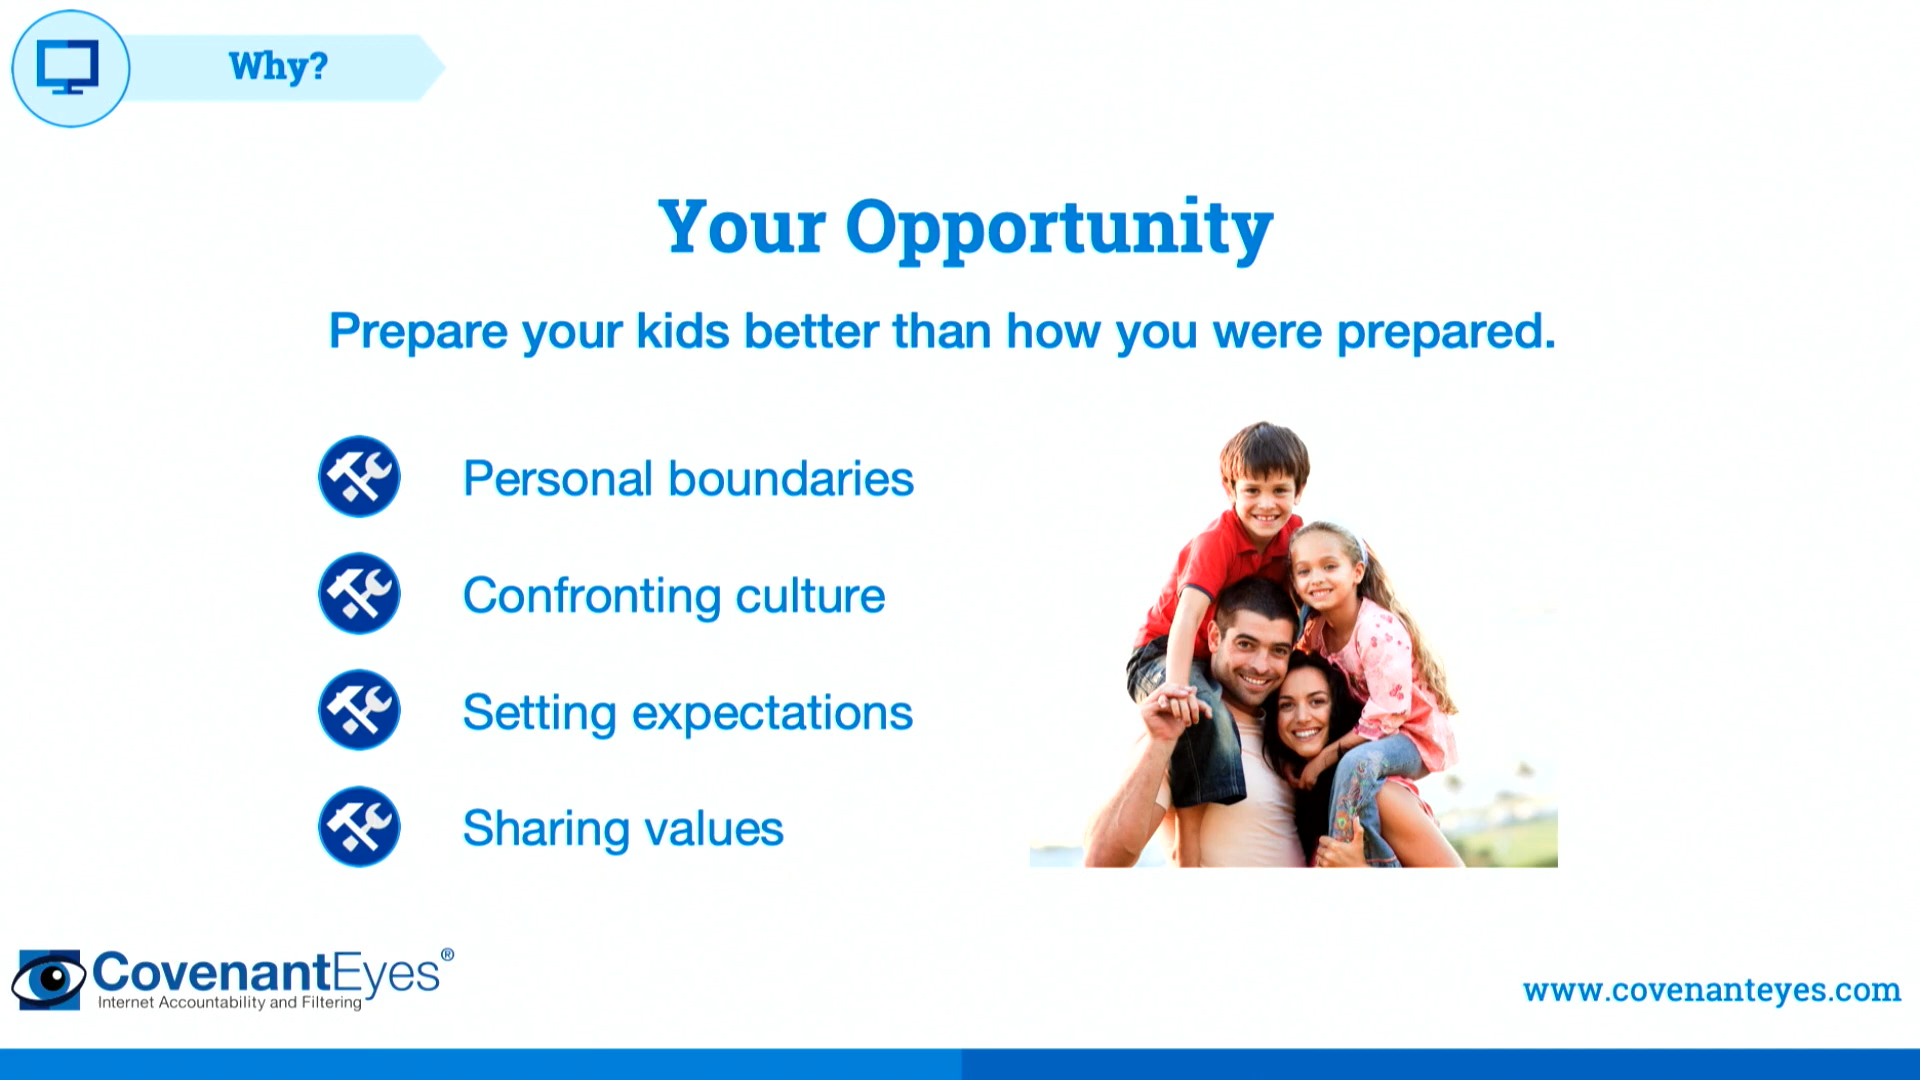 Why?
Your Opportunity
Prepare your kids better than how you were prepared.
Personal boundaries
Confronting culture
Setting expectations
Sharing values
CovenantEyes®
Internet Accountability and Filtering
www.covenanteyes.com